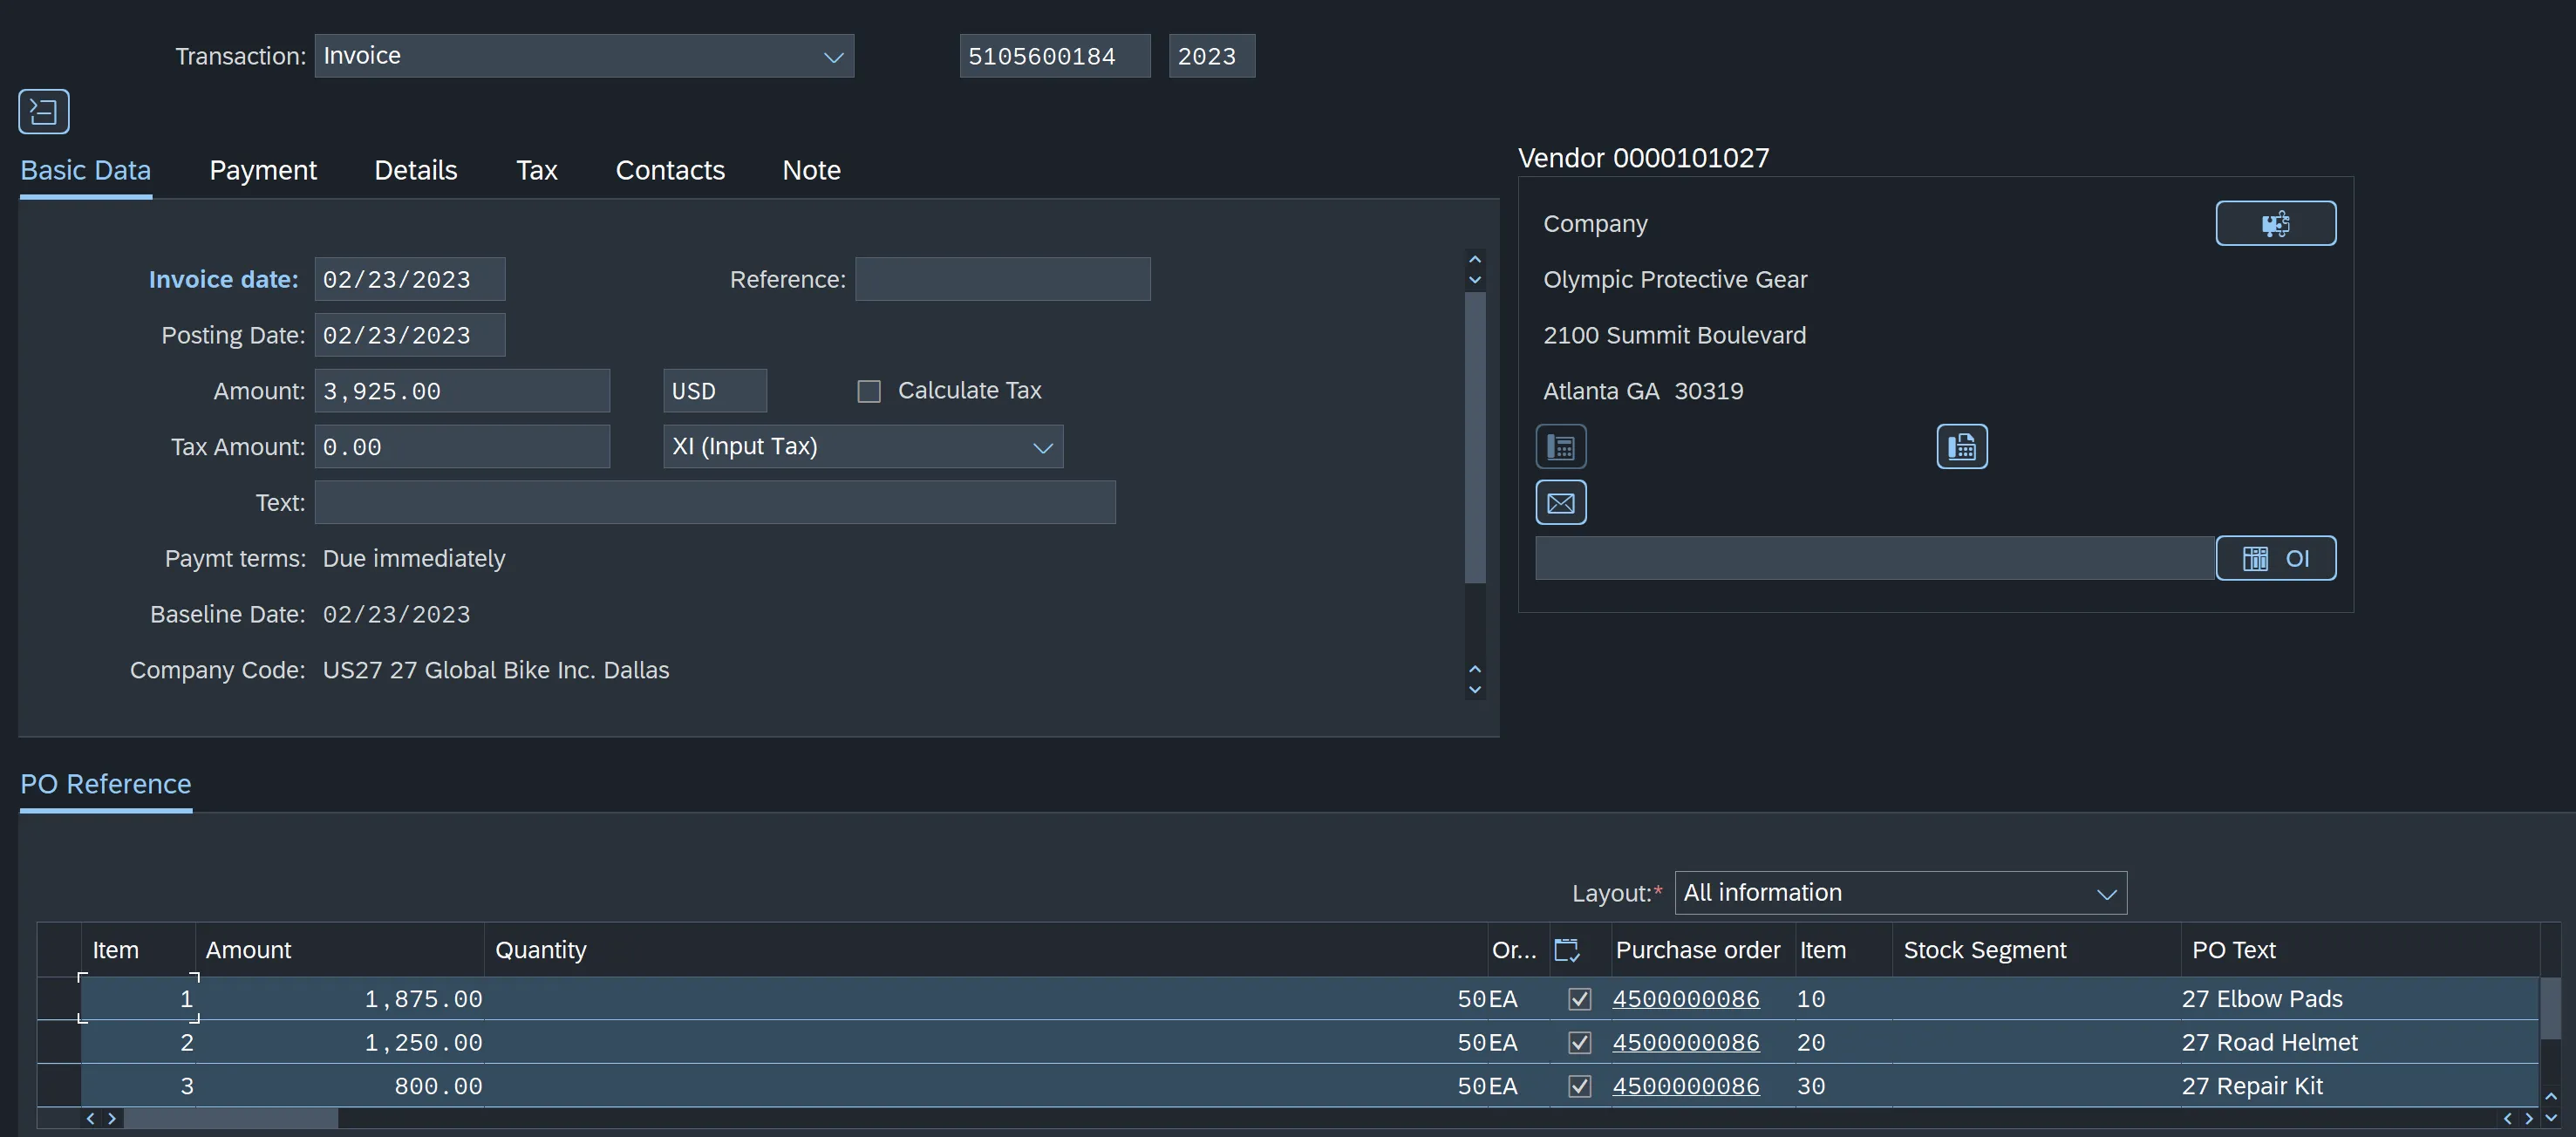 Transaction: Invoice 5105600184 2023
Basic Data Payment Details Tax Contacts Note
Invoice date: 02/23/2023 Reference:
Posting Date: 02/23/2023
Amount: 3,925.00 USD Calculate Tax
Tax Amount: 0.00 XI (Input Tax)
Text:
Paymt terms: Due immediately
Baseline Date: 02/23/2023
Company Code: US27 27 Global Bike Inc. Dallas
Vendor 0000101027
Company
Olympic Protective Gear
2100 Summit Boulevard
Atlanta GA 30319
OI
PO Reference
Layout:* All information
Item Amount Quantity Or... Purchase order Item Stock Segment PO Text
1 1,875.00 50 EA 4500000086 10 27 Elbow Pads
2 1,250.00 50 EA 4500000086 20 27 Road Helmet
3 800.00 50 EA 4500000086 30 27 Repair Kit